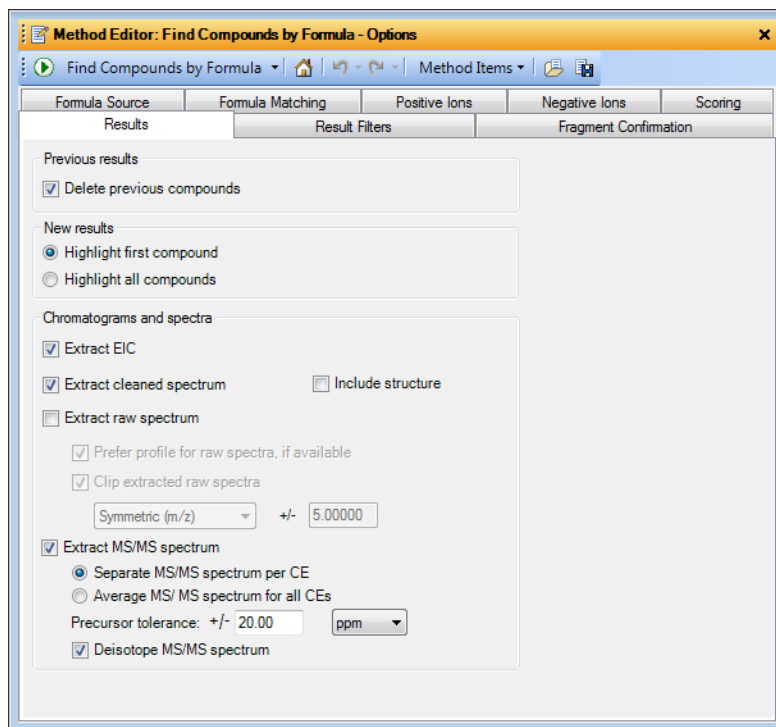 Method Editor: Find Compounds by Formula - Options
Find Compounds by Formula Method Items
Formula Source Formula Matching Positive Ions Negative Ions Scoring
Results Result Filters Fragment Confirmation
Previous results
Delete previous compounds
New results
Highlight first compound
Highlight all compounds
Chromatograms and spectra
Extract EIC
Extract cleaned spectrum Include structure
Extract raw spectrum
Prefer profile for raw spectra, if available
Clip extracted raw spectra
Symmetric (m/z) +/- 5.00000
Extract MS/MS spectrum
Separate MS/MS spectrum per CE
Average MS/ MS spectrum for all CEs
Precursor tolerance: +/- 20.00 ppm
Deisotope MS/MS spectrum